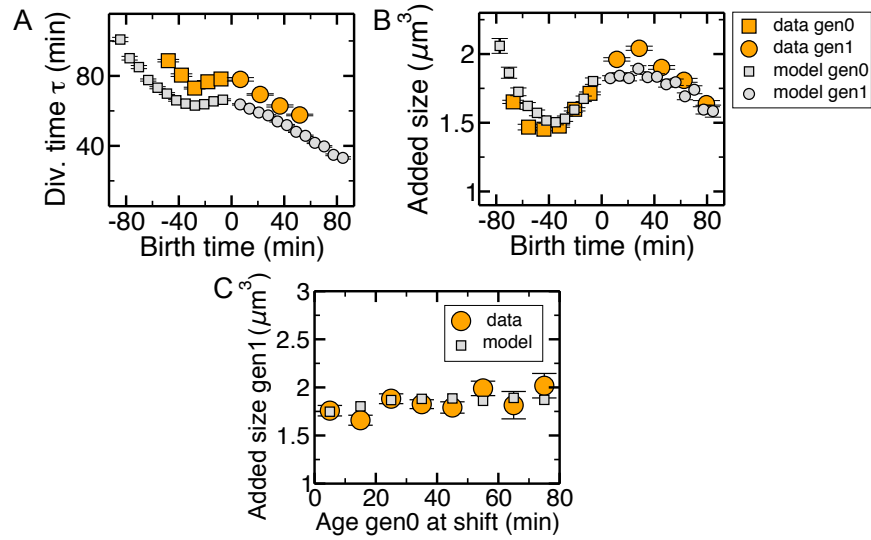 A
Div. time τ (min)
80
40
-80 -40 0 40 80
Birth time (min)
B
Added size (μm³)
2
1.5
1
-80 -40 0 40 80
Birth time (min)
data gen0
data gen1
model gen0
model gen1
C
Added size gen1 (μm³)
3
2.5
2
1.5
1
0 20 40 60 80
Age gen0 at shift (min)
data
model